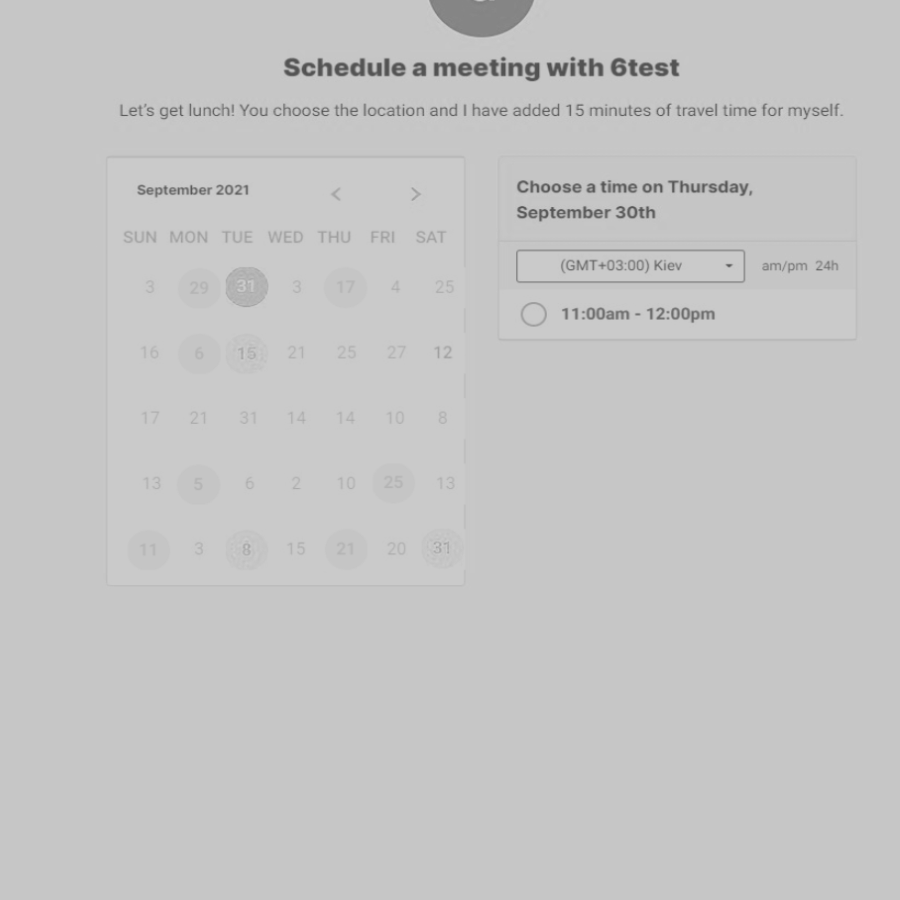 Schedule a meeting with 6test
Let's get lunch! You choose the location and I have added 15 minutes of travel time for myself.
September 2021 < >
SUN MON TUE WED THU FRI SAT
3 29 31 3 17 4 25
16 6 15 21 25 27 12
17 21 31 14 14 10 8
13 5 6 2 10 25 13
11 3 8 15 21 20 31
Choose a time on Thursday,
September 30th
(GMT+03:00) Kiev am/pm 24h
11:00am - 12:00pm